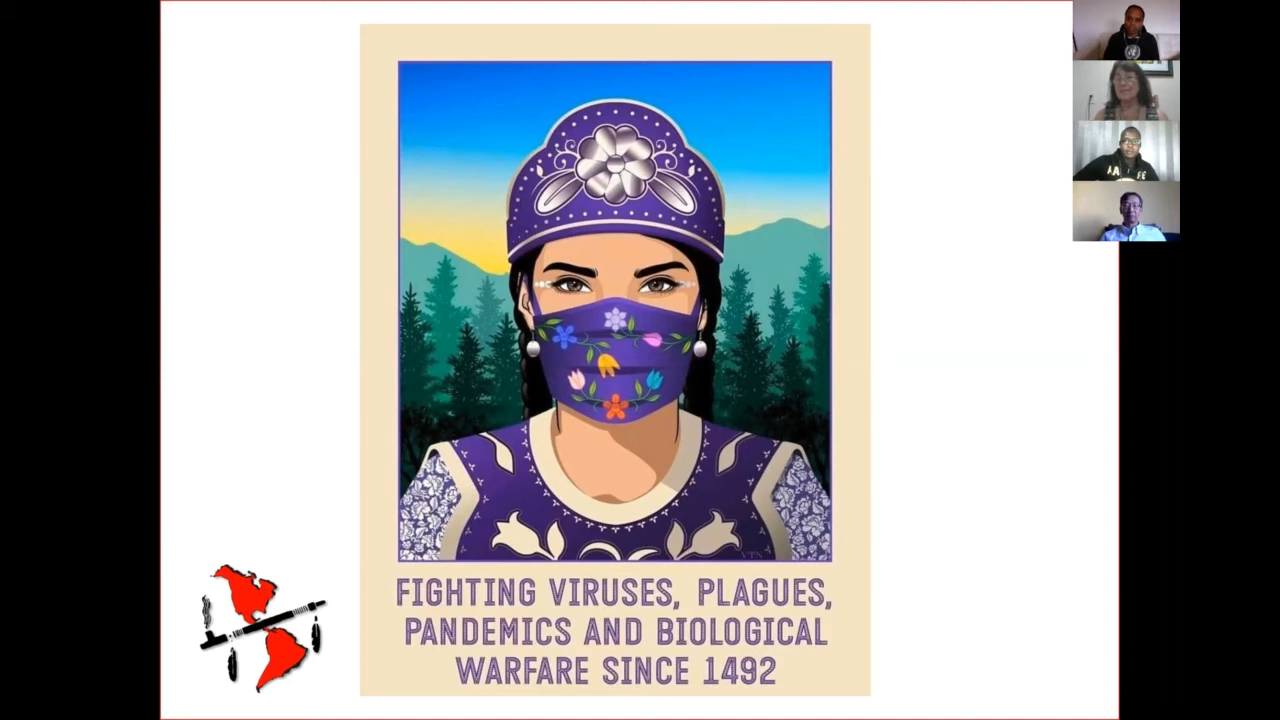 FIGHTING VIRUSES, PLAGUES,
PANDEMICS AND BIOLOGICAL
WARFARE SINCE 1492